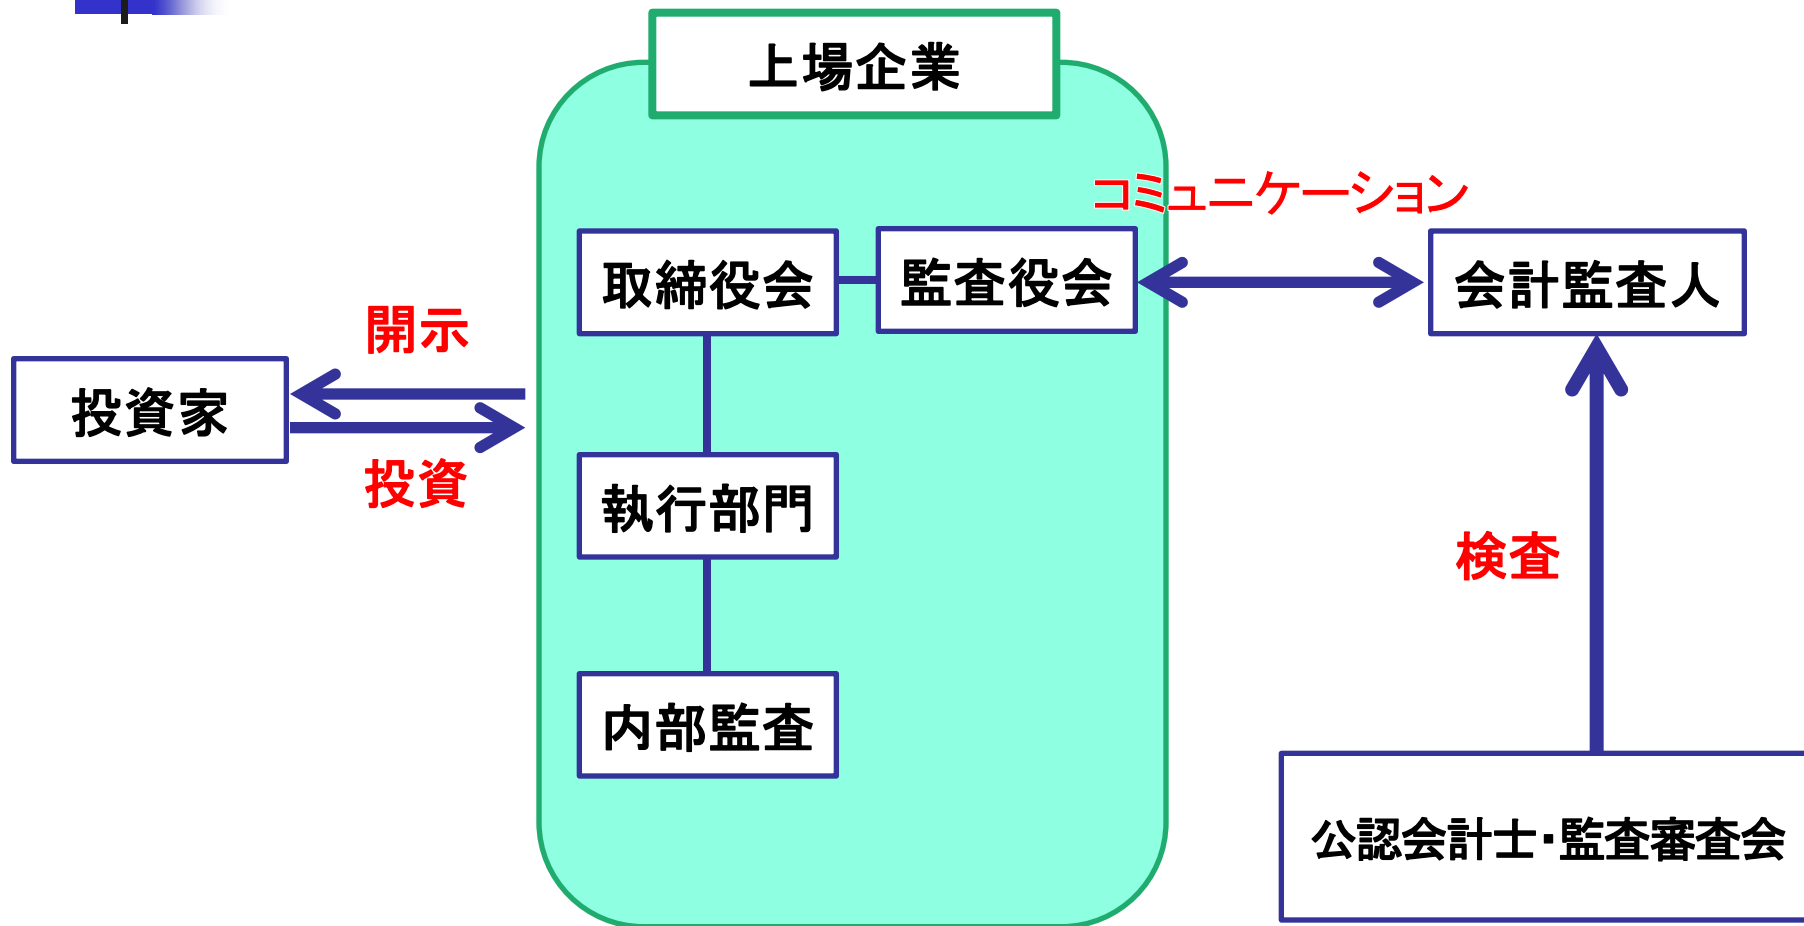 上場企業
コミュニケーション
取締役会
監査役会
会計監査人
開示
投資家
投資
執行部門
検査
内部監査
公認会計士・監査審査会